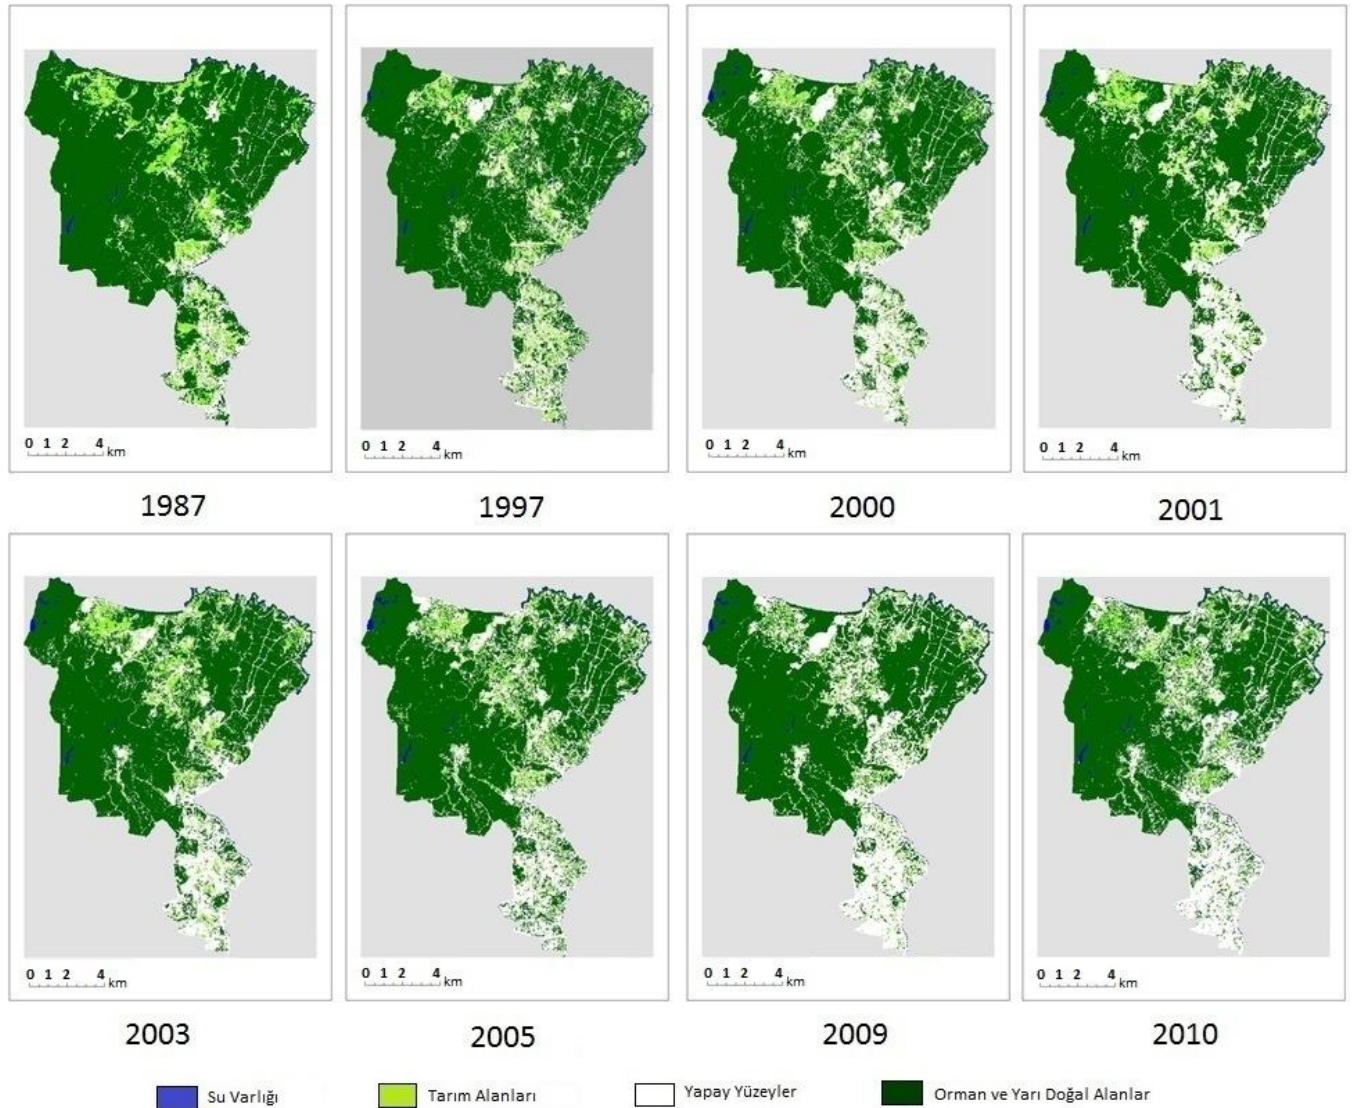 0 1 2 4 km
0 1 2 4 km
0 1 2 4 km
0 1 2 4 km
1987
1997
2000
2001
0 1 2 4 km
0 1 2 4 km
0 1 2 4 km
0 1 2 4 km
2003
2005
2009
2010
Su Varlığı
Tarım Alanları
Yapay Yüzeyler
Orman ve Yarı Doğal Alanlar